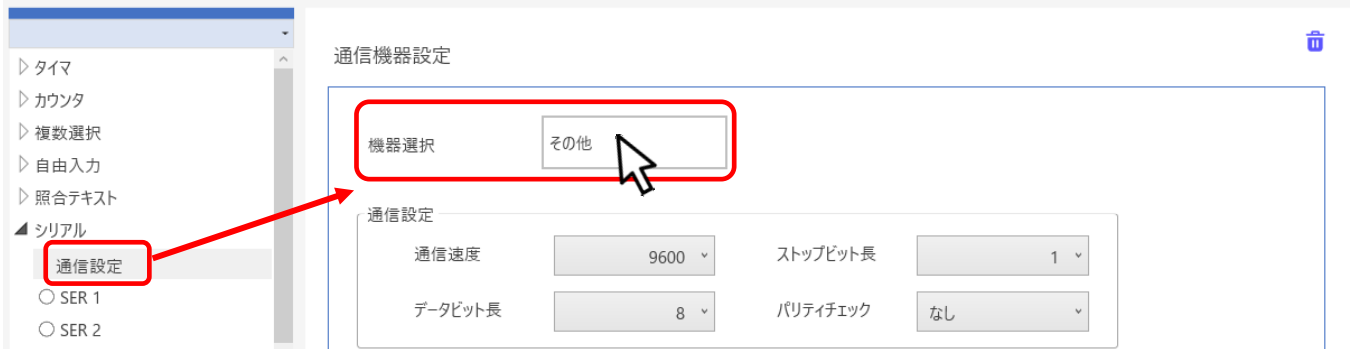 タイマ
カウンタ
複数選択
自由入力
照合テキスト
シリアル
通信設定
SER 1
SER 2
通信機器設定
機器選択 その他
通信設定
通信速度 9600 ストップビット長 1
データビット長 8 パリティチェック なし